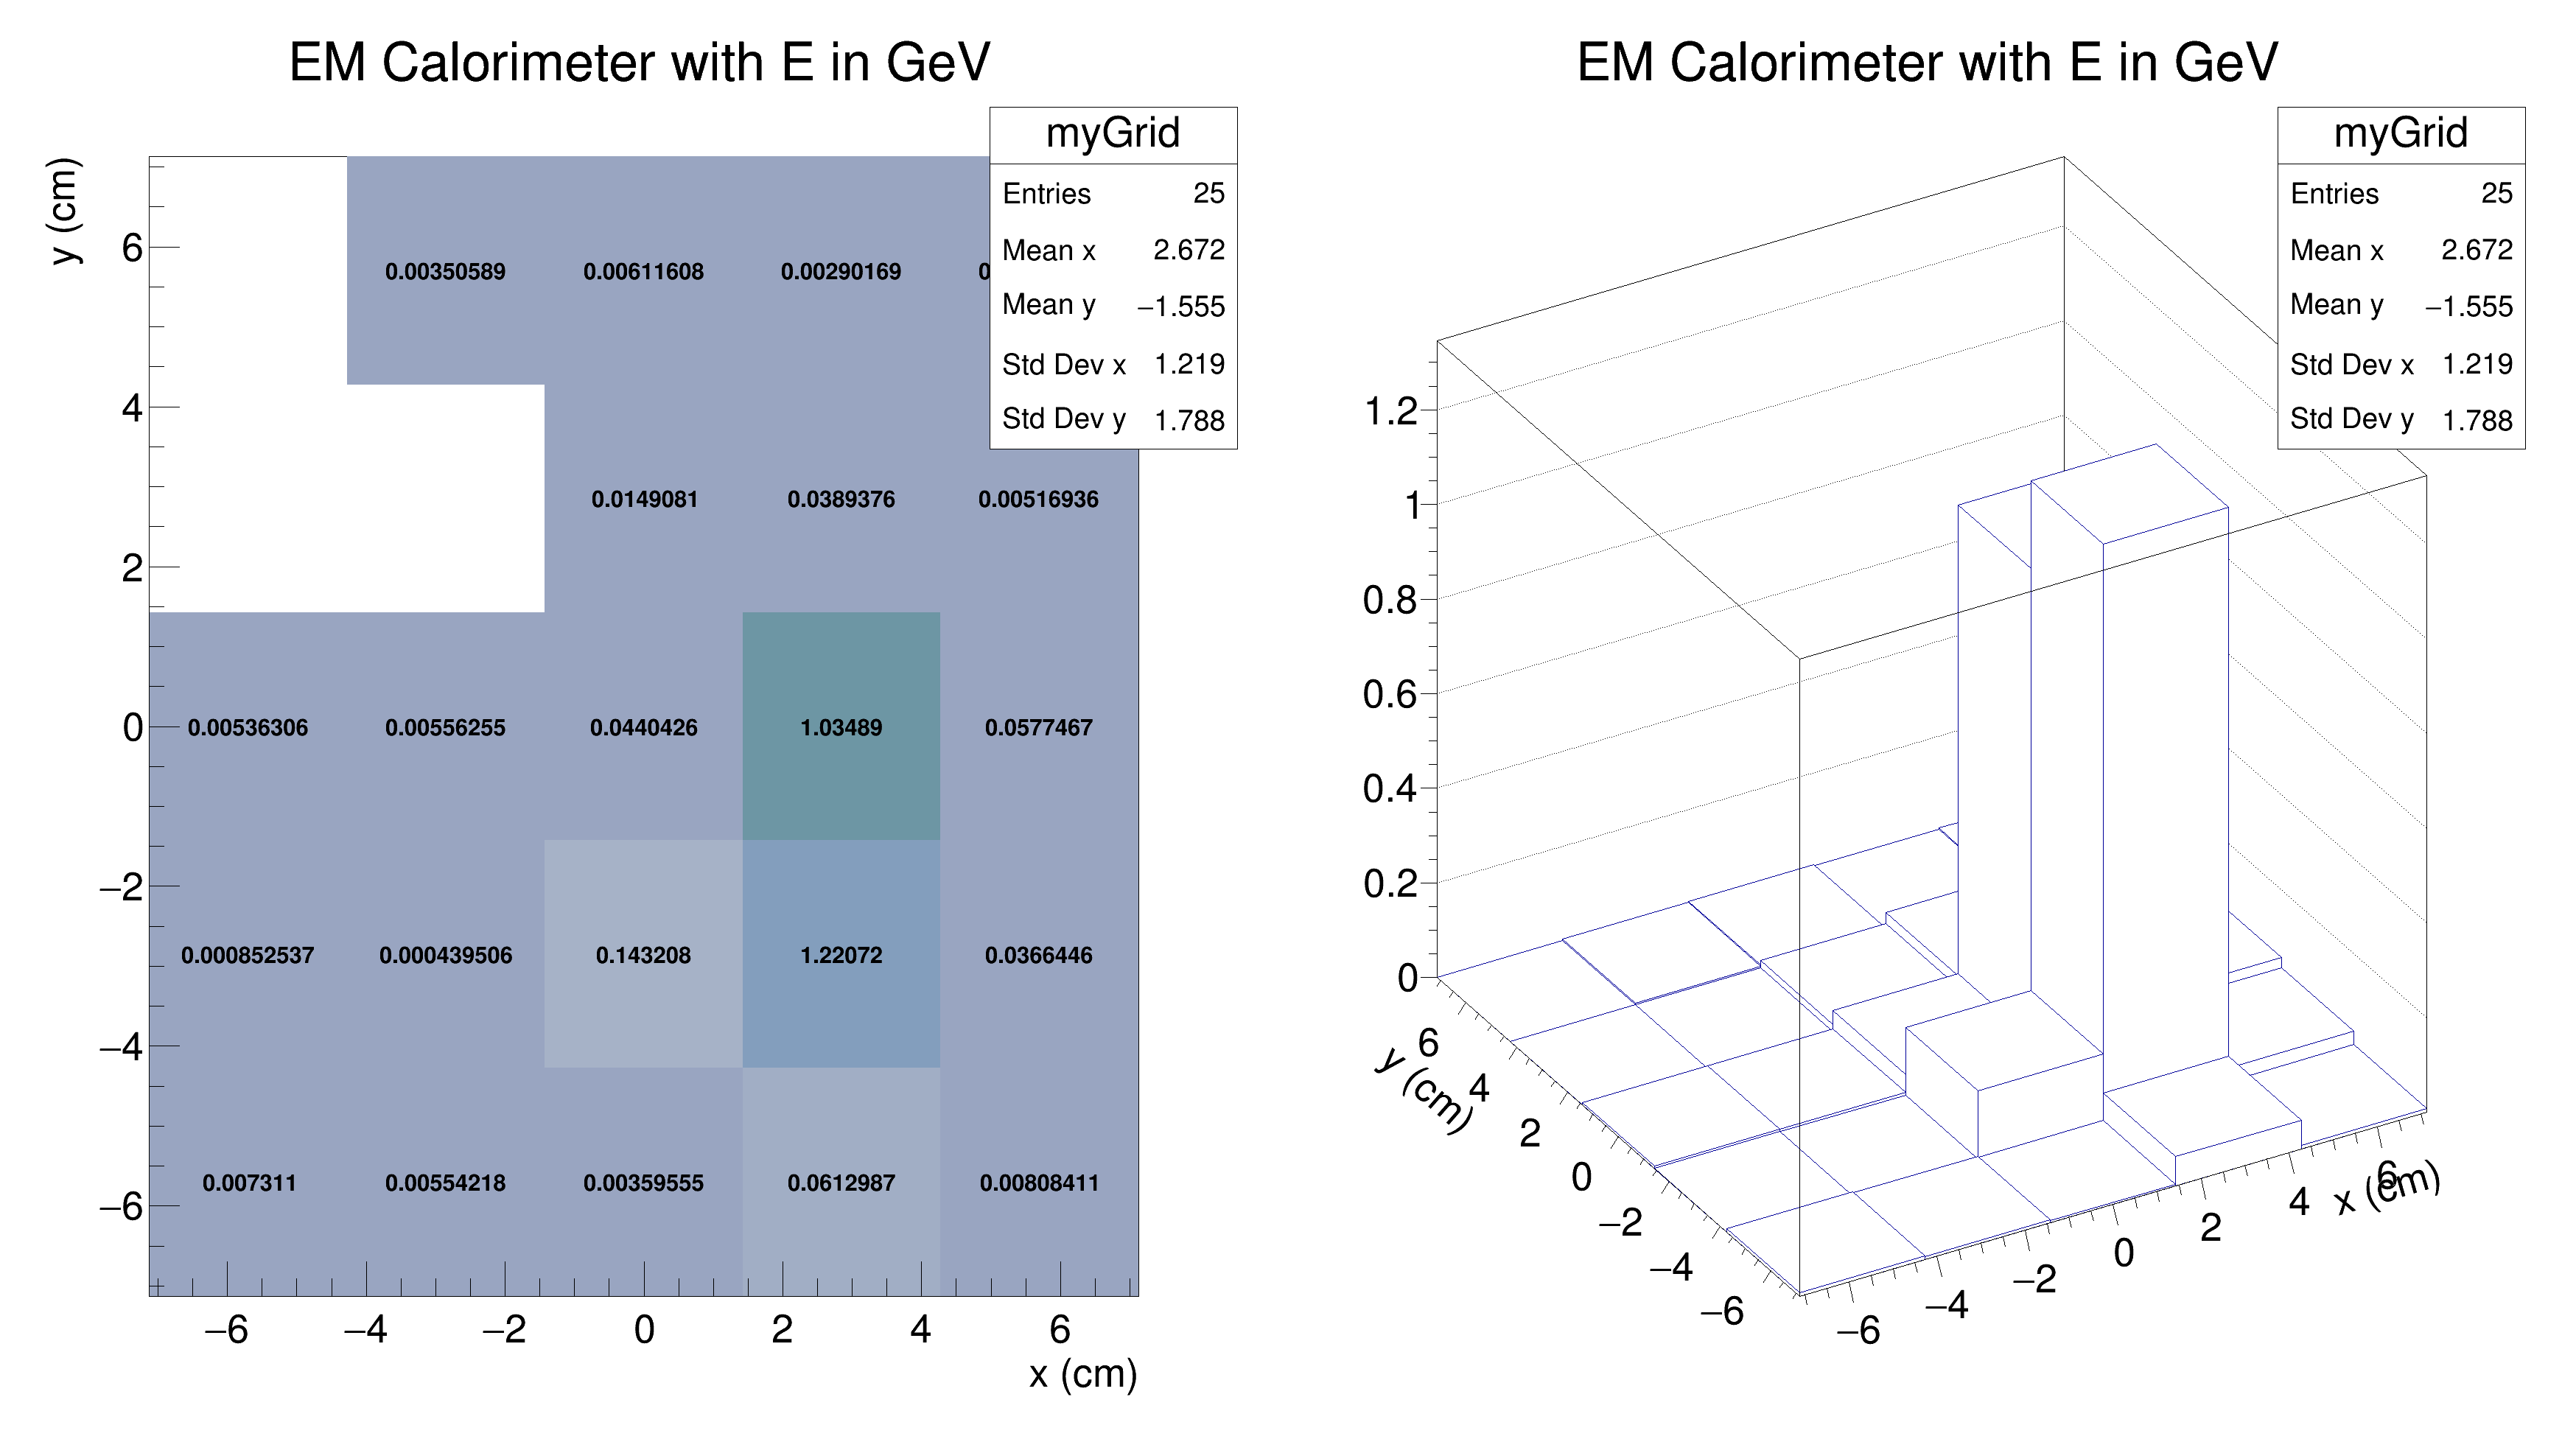 EM Calorimeter with E in GeV
myGrid
Entries 25
Mean x 2.672
Mean y −1.555
Std Dev x 1.219
Std Dev y 1.788
y (cm)
6
4
2
0
−2
−4
−6
0.00350589 0.00611608 0.00290169
0.0149081 0.0389376 0.00516936
0.00536306 0.00556255 0.0440426 1.03489 0.0577467
0.000852537 0.000439506 0.143208 1.22072 0.0366446
0.007311 0.00554218 0.00359555 0.0612987 0.00808411
−6 −4 −2 0 2 4 6
x (cm)
EM Calorimeter with E in GeV
myGrid
Entries 25
Mean x 2.672
Mean y −1.555
Std Dev x 1.219
Std Dev y 1.788
1.2
1
0.8
0.6
0.4
0.2
0
6
4
2
0
−2
−4
−6
y (cm)
−6
−4
−2
0
2
4
6
x (cm)